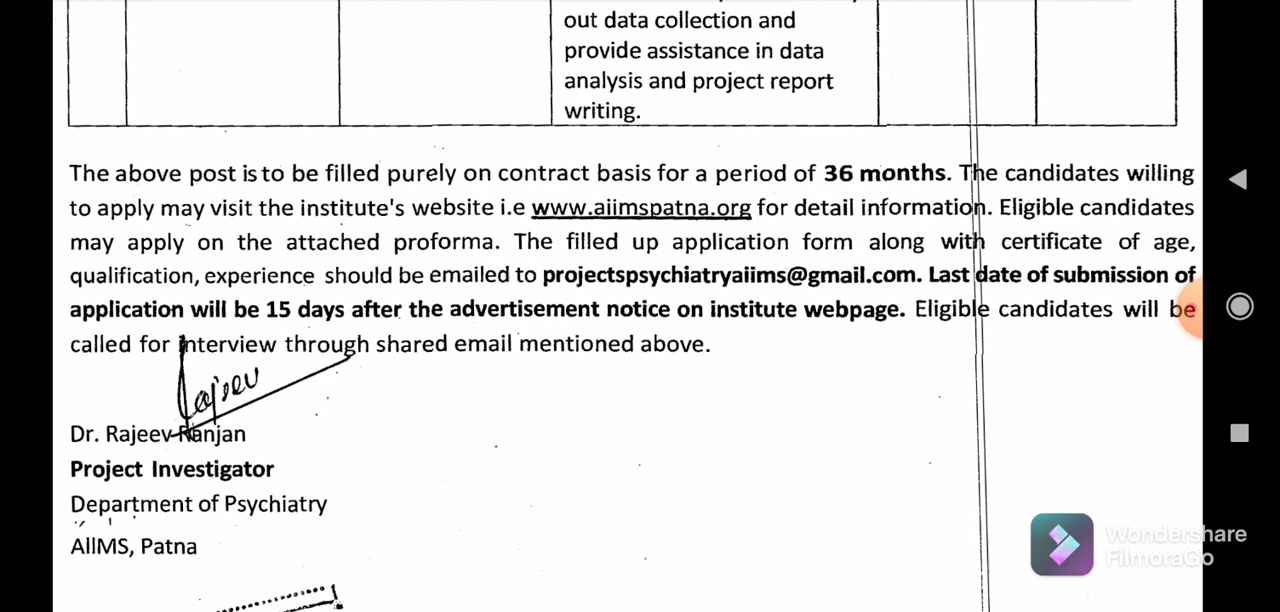 out data collection and
provide assistance in data
analysis and project report
writing.
The above post is to be filled purely on contract basis for a period of 36 months. The candidates willing
to apply may visit the institute's website i.e www.aiimspatna.org for detail information. Eligible candidates
may apply on the attached proforma. The filled up application form along with certificate of age,
qualification, experience should be emailed to projectspsychiatryaiims@gmail.com. Last date of submission of
application will be 15 days after the advertisement notice on institute webpage. Eligible candidates will be
called for interview through shared email mentioned above.
Rajeev
Dr. Rajeev Ranjan
Project Investigator
Department of Psychiatry
AIIMS, Patna
Wondershare
FilmoraGo